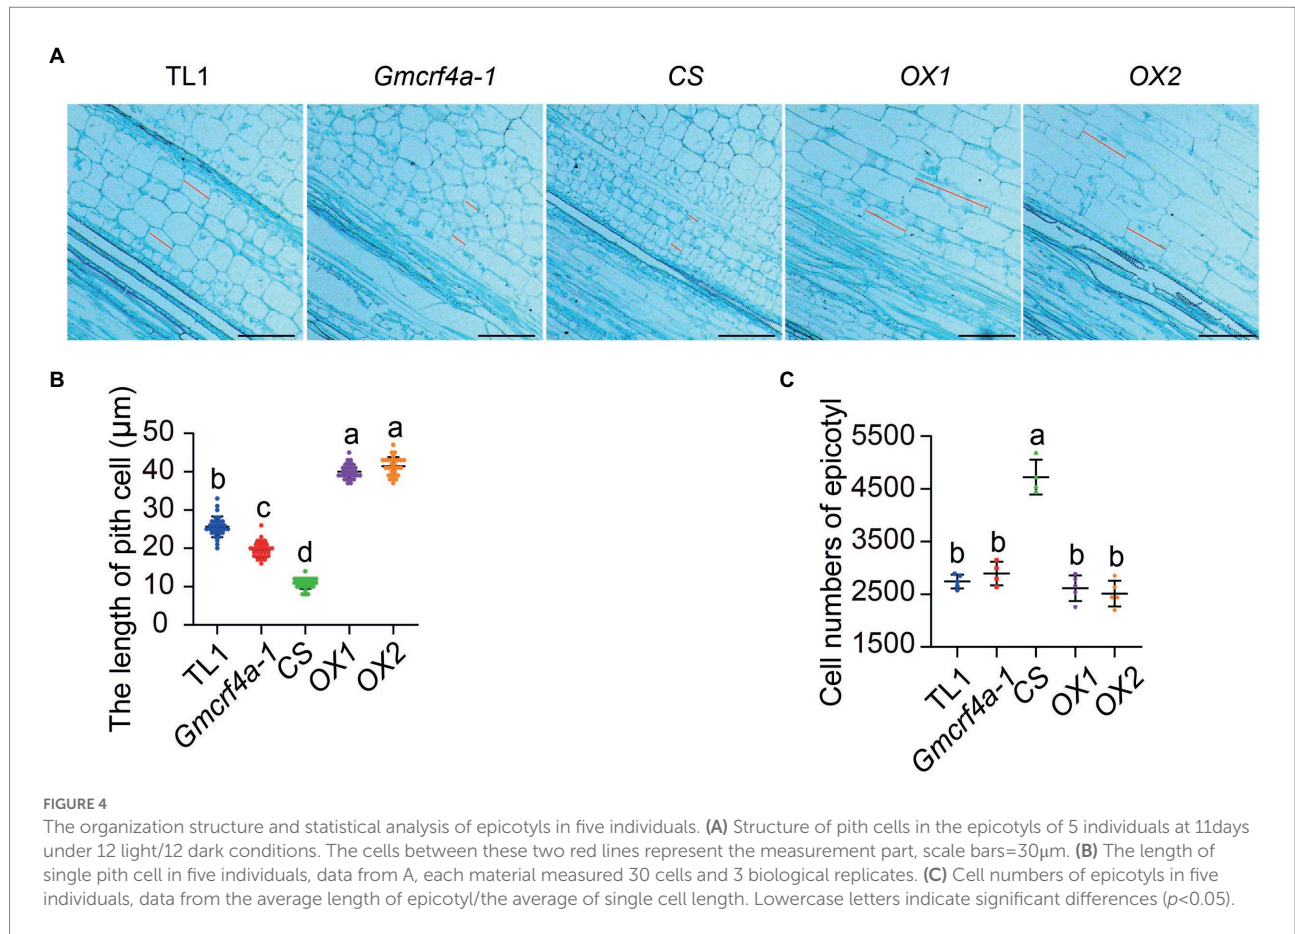 A
TL1 Gmcrf4a-1 CS OX1 OX2
B
The length of pith cell (μm)
50
40
30
20
10
0
b
c
d
a
a
TL1
Gmcrf4a-1
CS
OX1
OX2
C
Cell numbers of epicotyl
5500
4500
3500
2500
1500
b
b
a
b
b
TL1
Gmcrf4a-1
CS
OX1
OX2
FIGURE 4
The organization structure and statistical analysis of epicotyls in five individuals. (A) Structure of pith cells in the epicotyls of 5 individuals at 11days
under 12 light/12 dark conditions. The cells between these two red lines represent the measurement part, scale bars=30μm. (B) The length of
single pith cell in five individuals, data from A, each material measured 30 cells and 3 biological replicates. (C) Cell numbers of epicotyls in five
individuals, data from the average length of epicotyl/the average of single cell length. Lowercase letters indicate significant differences (p<0.05).